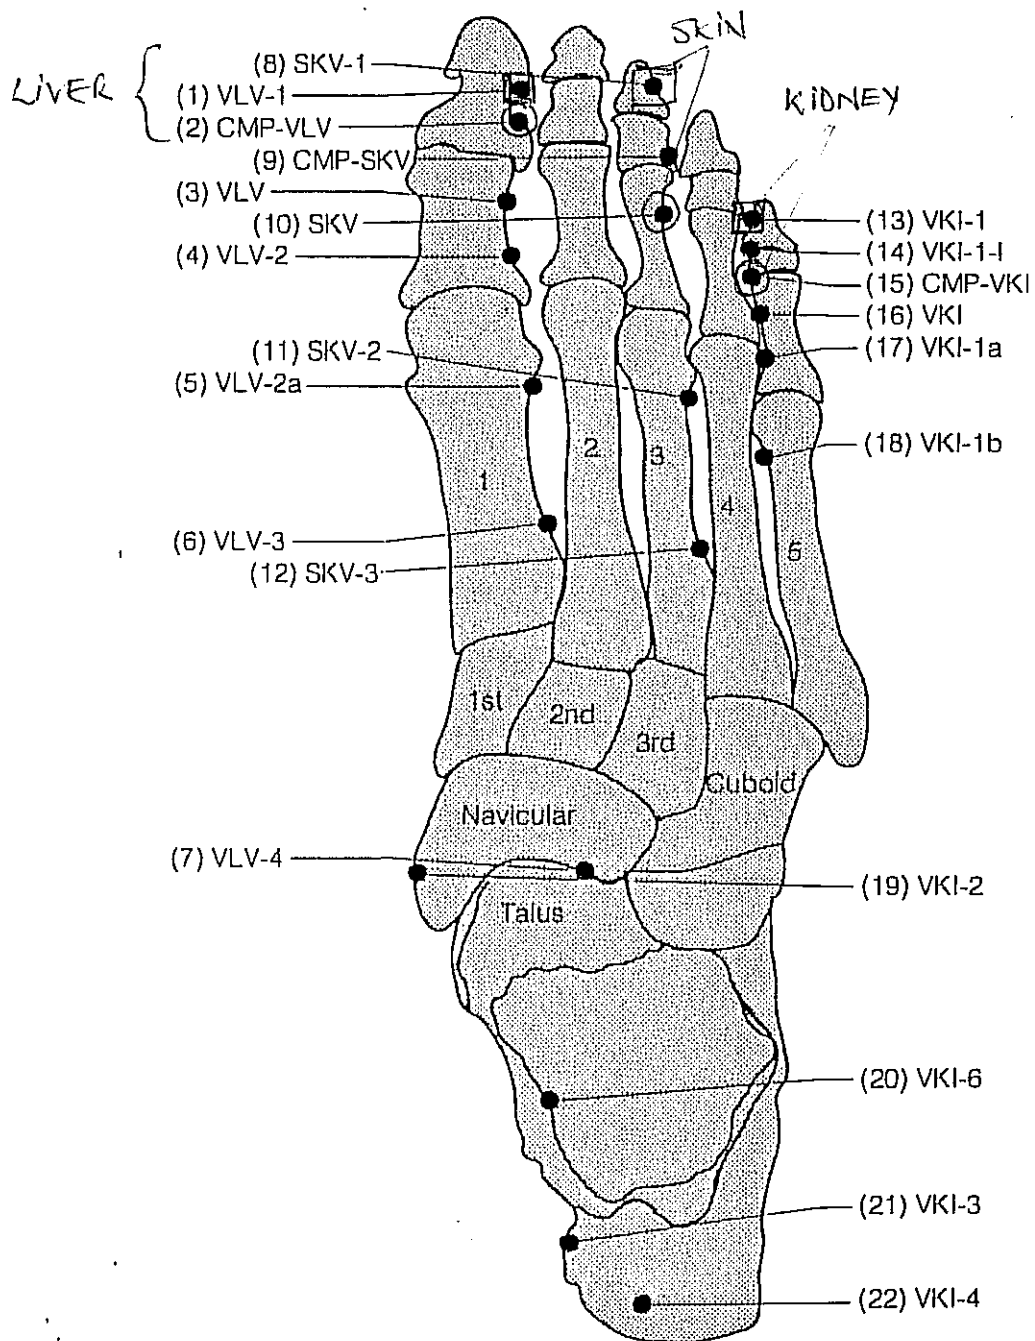 SKIN
LIVER
KIDNEY
(8) SKV-1
(1) VLV-1
(2) CMP-VLV
(9) CMP-SKV
(3) VLV
(10) SKV
(4) VLV-2
(11) SKV-2
(5) VLV-2a
(6) VLV-3
(12) SKV-3
(7) VLV-4
(13) VKI-1
(14) VKI-1-I
(15) CMP-VKI
(16) VKI
(17) VKI-1a
(18) VKI-1b
1
2
3
4
5
1st
2nd
3rd
Cuboid
Navicular
Talus
(19) VKI-2
(20) VKI-6
(21) VKI-3
(22) VKI-4